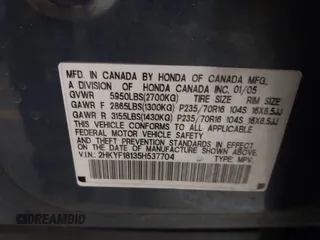 MFD. IN CANADA BY HONDA OF CANADA MFG.,
A DIVISION OF HONDA CANADA INC. 01/05
GVWR 5950LBS(2700KG) TIRE SIZE RIM SIZE
GAWR F 2865LBS(1300KG) P235/70R16 104S 16X6.5JJ
GAWR R 3155LBS(1430KG) P235/70R16 104S 16X6.5JJ
THIS VEHICLE CONFORMS TO ALL APPLICABLE
FEDERAL MOTOR VEHICLE SAFETY AND THEFT
PREVENTION STANDARDS IN EFFECT ON THE DATE
OF MANUFACTURE SHOWN ABOVE.
V.I.N: 2HKYF18135H537704
TYPE: MPV
DREAMBID